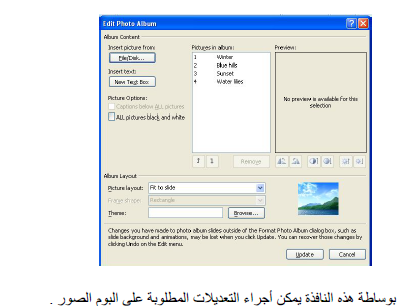 Edit Photo Album
Album Content
Insert picture from:
File/Disk...
Insert text:
New Text Box
Picture Options:
Captions below ALL pictures
ALL pictures black and white
Pictures in album:
1 Winter
2 Blue hills
3 Sunset
4 Water lilies
Remove
Preview:
No preview is available for this
selection
Album Layout
Picture layout: Fit to slide
Frame shape: Rectangle
Theme: Browse...
Changes you have made to photo album slides outside of the Format Photo Album dialog box, such as
slide background and animations, may be lost when you click Update. You can recover those changes by
clicking Undo on the Edit menu.
Update Cancel
بوساطة هذه النافذة يمكن أجراء التعديلات المطلوبة على البوم الصور .